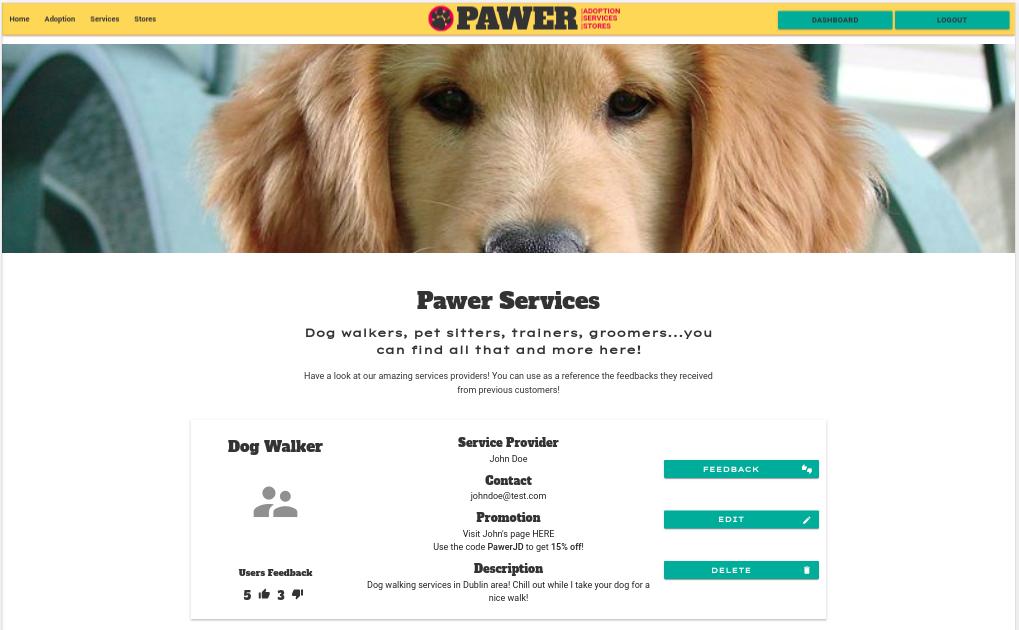 Home Adoption Services Stores
PAWER
|ADOPTION
|SERVICES
|STORES
DASHBOARD
LOGOUT
Pawer Services
Dog walkers, pet sitters, trainers, groomers...you
can find all that and more here!
Have a look at our amazing services providers! You can use as a reference the feedbacks they received
from previous customers!
Dog Walker
Users Feedback
5 3
Service Provider
John Doe
Contact
johndoe@test.com
Promotion
Visit John's page HERE
Use the code PawerJD to get 15% off!
Description
Dog walking services in Dublin area! Chill out while I take your dog for a
nice walk!
FEEDBACK
EDIT
DELETE